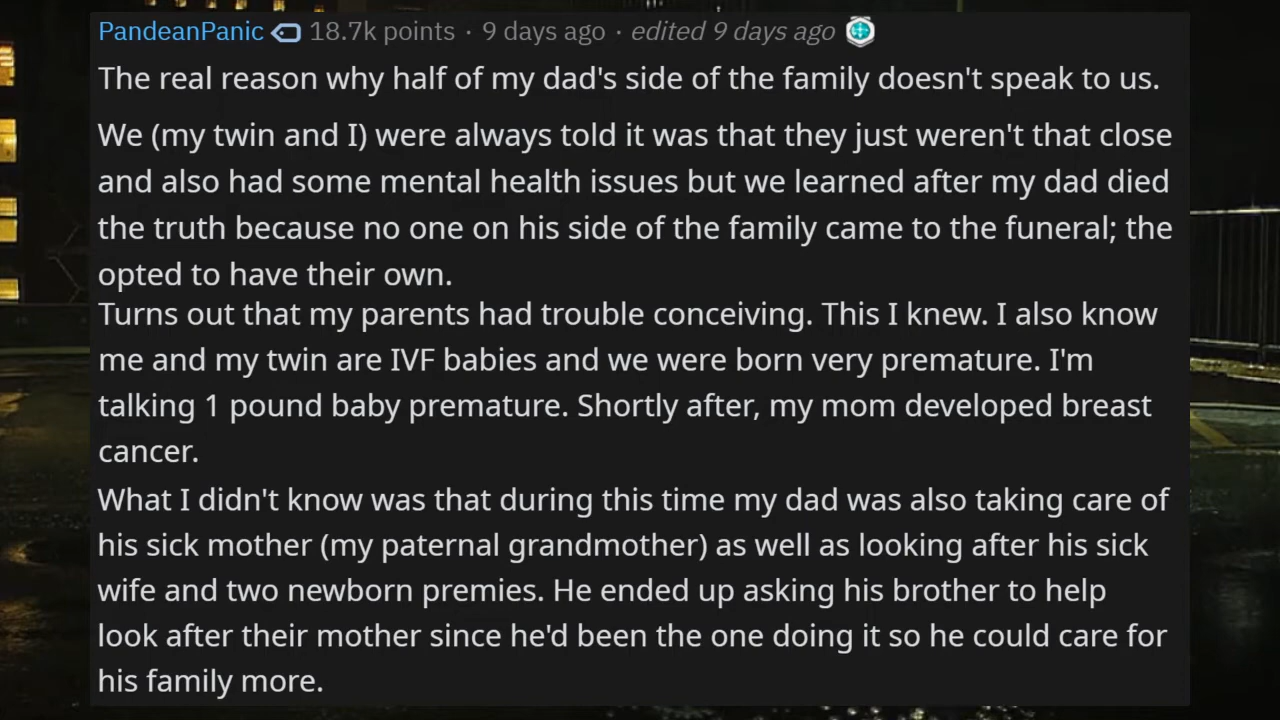 PandeanPanic 18.7k points · 9 days ago · edited 9 days ago
The real reason why half of my dad's side of the family doesn't speak to us.
We (my twin and I) were always told it was that they just weren't that close
and also had some mental health issues but we learned after my dad died
the truth because no one on his side of the family came to the funeral; the
opted to have their own.
Turns out that my parents had trouble conceiving. This I knew. I also know
me and my twin are IVF babies and we were born very premature. I'm
talking 1 pound baby premature. Shortly after, my mom developed breast
cancer.
What I didn't know was that during this time my dad was also taking care of
his sick mother (my paternal grandmother) as well as looking after his sick
wife and two newborn premies. He ended up asking his brother to help
look after their mother since he'd been the one doing it so he could care for
his family more.